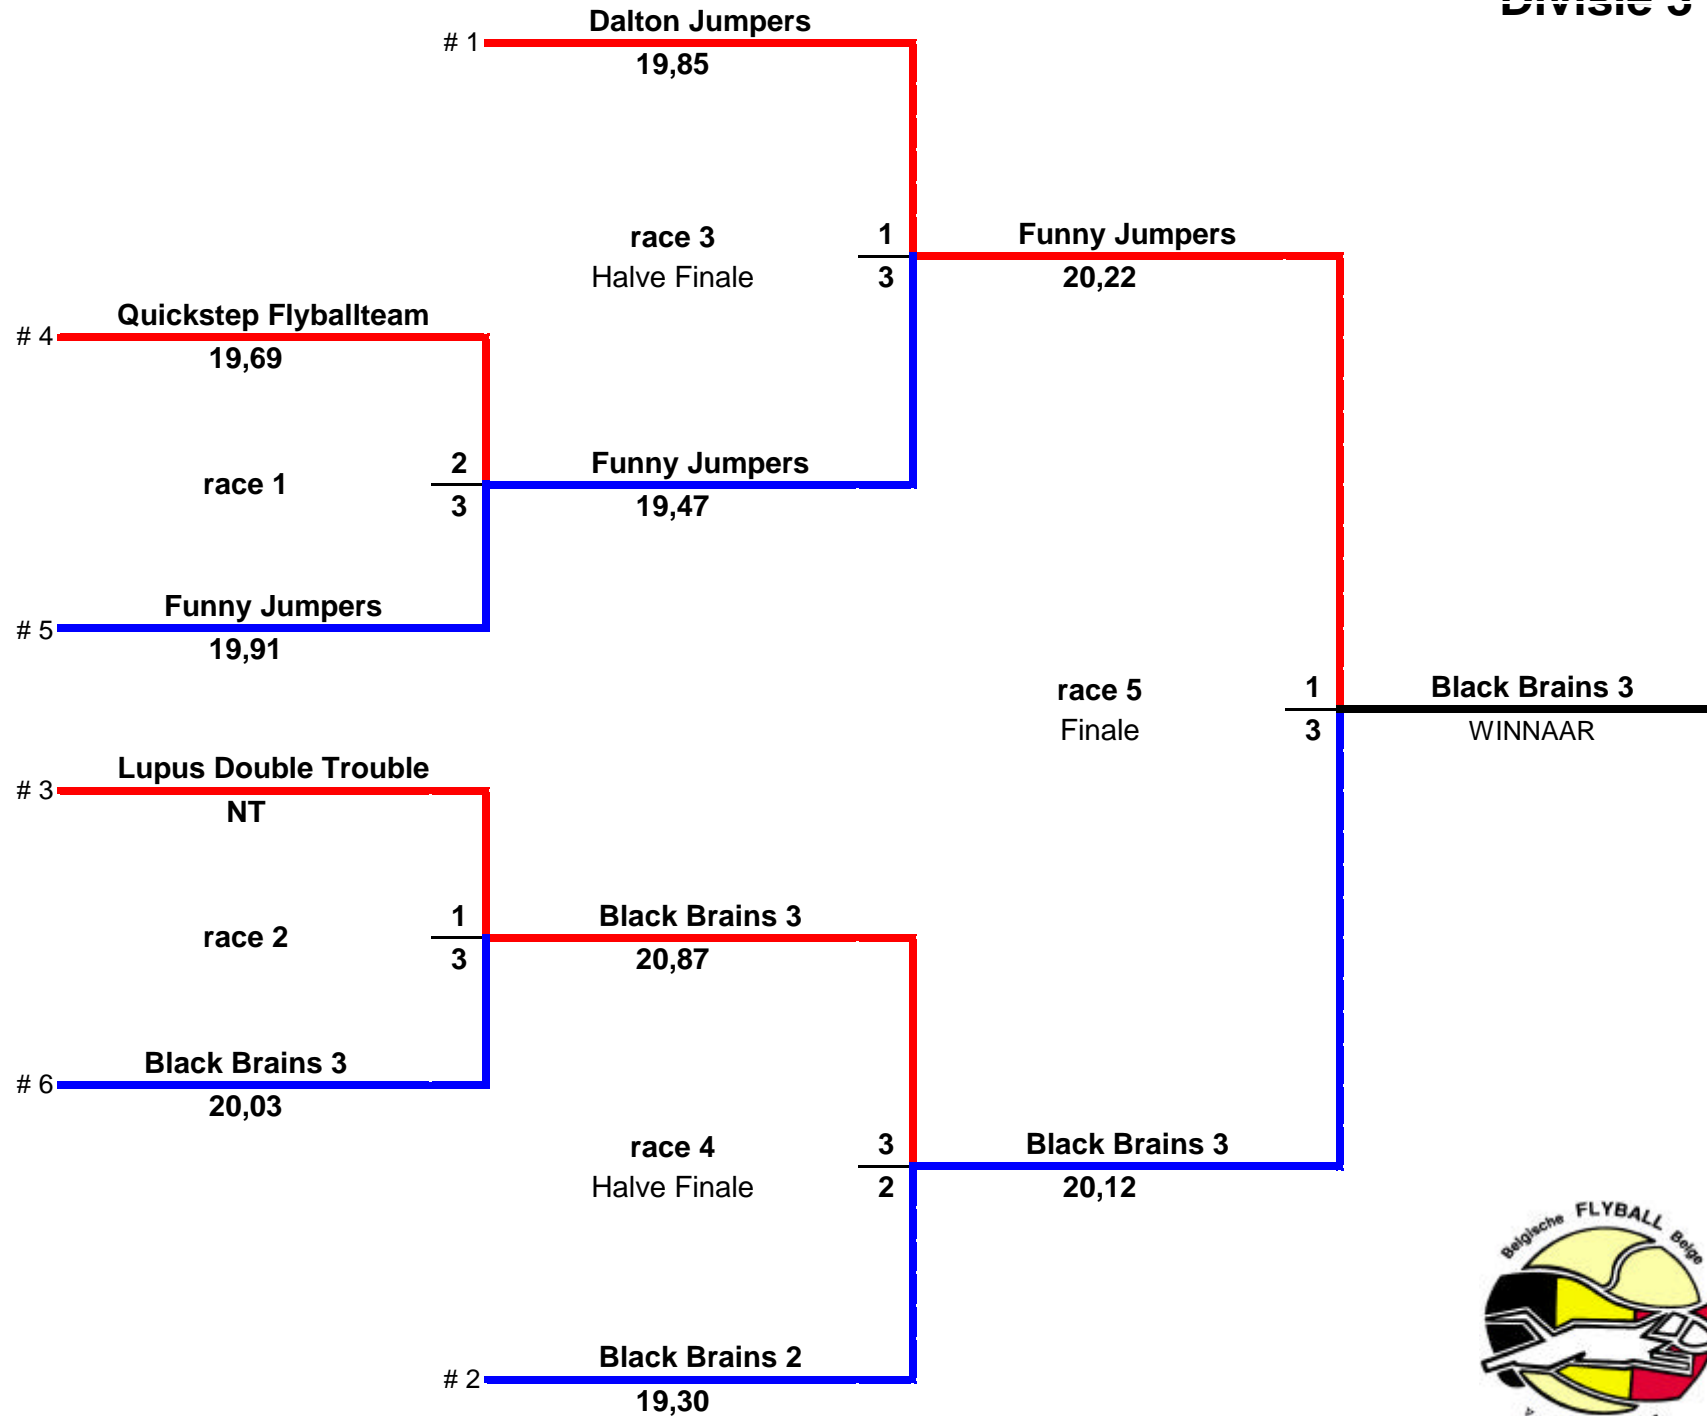 Divisie 3
Dalton Jumpers
# 1
19,85
race 3
1
Funny Jumpers
Halve Finale
3
20,22
Quickstep Flyballteam
# 4
19,69
2
Funny Jumpers
race 1
3
19,47
Funny Jumpers
# 5
19,91
race 5
1
Black Brains 3
Finale
3
WINNAAR
Lupus Double Trouble
# 3
NT
1
Black Brains 3
race 2
3
20,87
Black Brains 3
# 6
20,03
race 4
3
Black Brains 3
Halve Finale
2
20,12
Belgische FLYBALL Belge
Black Brains 2
# 2
19,30